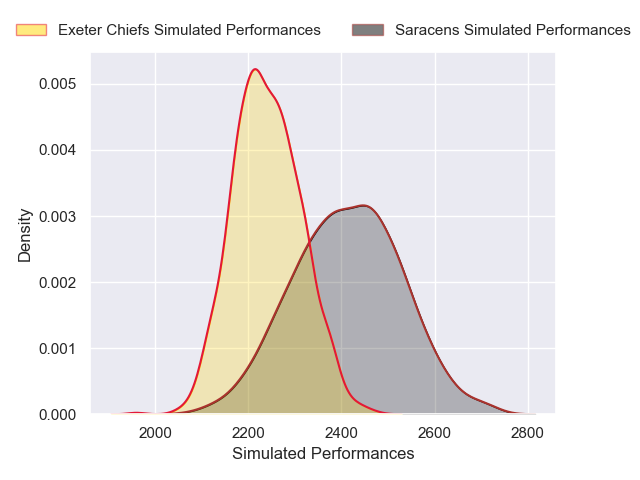 Exeter Chiefs Simulated Performances
Saracens Simulated Performances
Density
0.005
0.004
0.003
0.002
0.001
0.000
2000
2200
2400
2600
2800
Simulated Performances